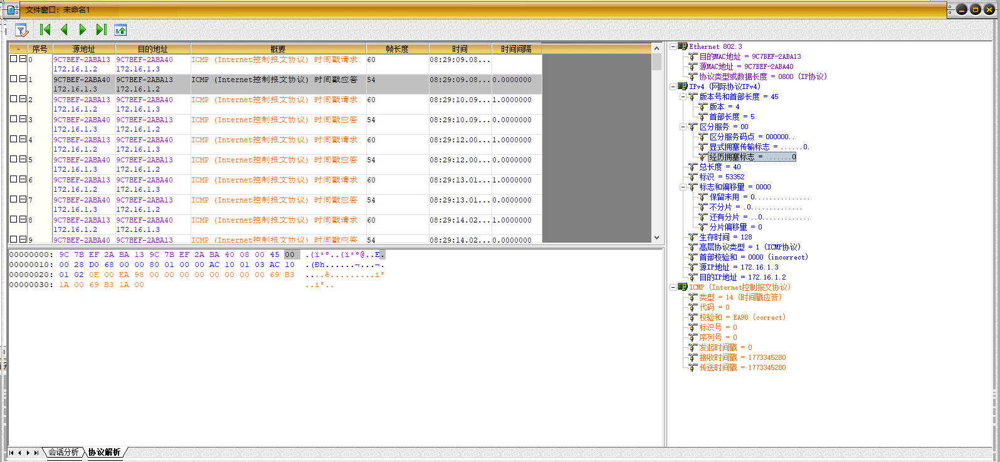 文件窗口: 未命名1
- 序号 源地址 目的地址 概要 帧长度 时间 时间间隔
0 9C7BEF-2ABA13 9C7BEF-2ABA40 ICMP (Internet控制报文协议) 时间戳请求 60 08:29:09.08...
172.16.1.2 172.16.1.3
1 9C7BEF-2ABA40 9C7BEF-2ABA13 ICMP (Internet控制报文协议) 时间戳应答 54 08:29:09.08... 0.0000000
172.16.1.3 172.16.1.2
2 9C7BEF-2ABA13 9C7BEF-2ABA40 ICMP (Internet控制报文协议) 时间戳请求 60 08:29:10.09... 1.0000000
172.16.1.2 172.16.1.3
3 9C7BEF-2ABA40 9C7BEF-2ABA13 ICMP (Internet控制报文协议) 时间戳应答 54 08:29:10.09... 0.0000000
172.16.1.3 172.16.1.2
4 9C7BEF-2ABA13 9C7BEF-2ABA40 ICMP (Internet控制报文协议) 时间戳请求 60 08:29:12.00... 1.0000000
172.16.1.2 172.16.1.3
5 9C7BEF-2ABA40 9C7BEF-2ABA13 ICMP (Internet控制报文协议) 时间戳应答 54 08:29:12.00... 0.0000000
172.16.1.3 172.16.1.2
6 9C7BEF-2ABA13 9C7BEF-2ABA40 ICMP (Internet控制报文协议) 时间戳请求 60 08:29:13.01... 1.0000000
172.16.1.2 172.16.1.3
7 9C7BEF-2ABA40 9C7BEF-2ABA13 ICMP (Internet控制报文协议) 时间戳应答 54 08:29:13.01... 0.0000000
172.16.1.3 172.16.1.2
8 9C7BEF-2ABA13 9C7BEF-2ABA40 ICMP (Internet控制报文协议) 时间戳请求 60 08:29:14.02... 1.0000000
172.16.1.2 172.16.1.3
9 9C7BEF-2ABA40 9C7BEF-2ABA13 ICMP (Internet控制报文协议) 时间戳应答 54 08:29:14.02... 0.0000000
00000000: 9C 7B EF 2A BA 13 9C 7B EF 2A BA 40 08 00 45 00 .{ï*º..{ï*º@..E.
00000010: 00 28 D0 68 00 00 80 01 00 00 AC 10 01 03 AC 10 .(Ðh......¬...¬.
00000020: 01 02 0E 00 EA 98 00 00 00 00 00 00 00 00 69 B3 ....ê.........i³
00000030: 1A 00 69 B3 1A 00 ..i³..
会话分析 协议解析
Ethernet 802.3
目的MAC地址 = 9C7BEF-2ABA13
源MAC地址 = 9C7BEF-2ABA40
协议类型或数据长度 = 0800 (IP协议)
IPv4 (网际协议IPv4)
版本号和首部长度 = 45
版本 = 4
首部长度 = 5
区分服务 = 00
区分服务码点 = 000000..
显式拥塞传输标志 = ......0.
经历拥塞标志 = .......0
总长度 = 40
标识 = 53352
标志和偏移量 = 0000
保留未用 = 0...............
不分片 = .0..............
还有分片 = ..0.............
分片偏移量 = 0
生存时间 = 128
高层协议类型 = 1 (ICMP协议)
首部校验和 = 0000 (incorrect)
源IP地址 = 172.16.1.3
目的IP地址 = 172.16.1.2
ICMP (Internet控制报文协议)
类型 = 14 (时间戳应答)
代码 = 0
校验和 = EA98 (correct)
标识号 = 0
序列号 = 0
发起时间戳 = 0
接收时间戳 = 1773345280
传送时间戳 = 1773345280